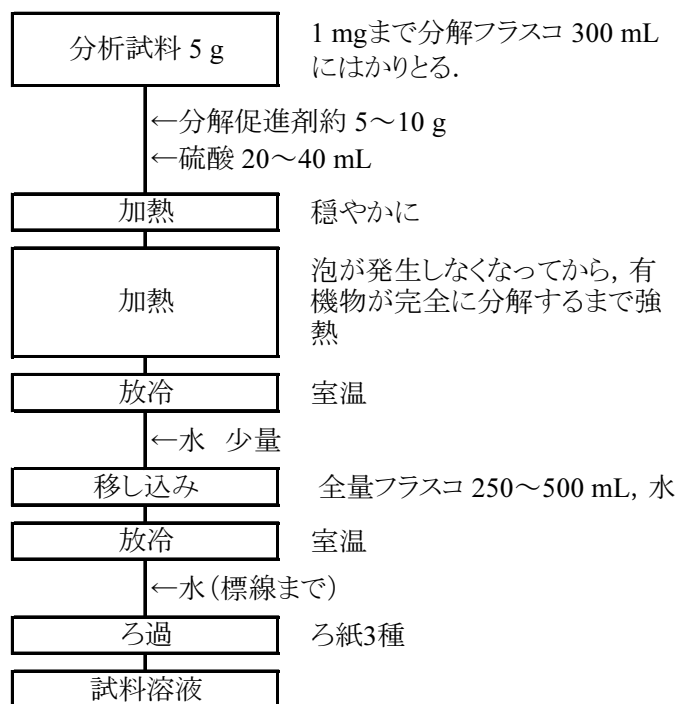 分析試料 5 g
1 mgまで分解フラスコ 300 mL
にはかりとる.
←分解促進剤約 5～10 g
←硫酸 20～40 mL
加熱
穏やかに
加熱
泡が発生しなくなってから, 有
機物が完全に分解するまで強
熱
放冷
室温
←水 少量
移し込み
全量フラスコ 250～500 mL, 水
放冷
室温
←水（標線まで）
ろ過
ろ紙3種
試料溶液